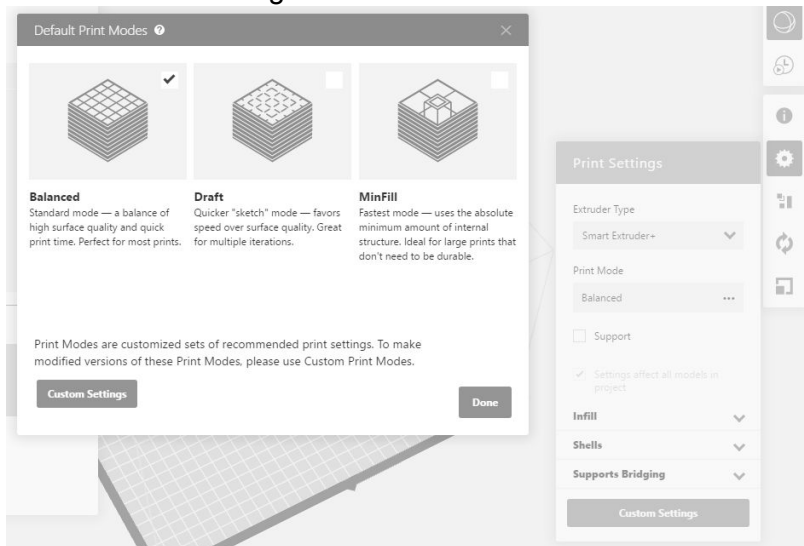 Default Print Modes ?
Balanced
Standard mode — a balance of
high surface quality and quick
print time. Perfect for most prints.
Draft
Quicker "sketch" mode — favors
speed over surface quality. Great
for multiple iterations.
MinFill
Fastest mode — uses the absolute
minimum amount of internal
structure. Ideal for large prints that
don't need to be durable.
Print Modes are customized sets of recommended print settings. To make
modified versions of these Print Modes, please use Custom Print Modes.
Custom Settings
Done
Print Settings
Extruder Type
Smart Extruder+
Print Mode
Balanced
Support
Settings affect all models in
project
Infill
Shells
Supports Bridging
Custom Settings